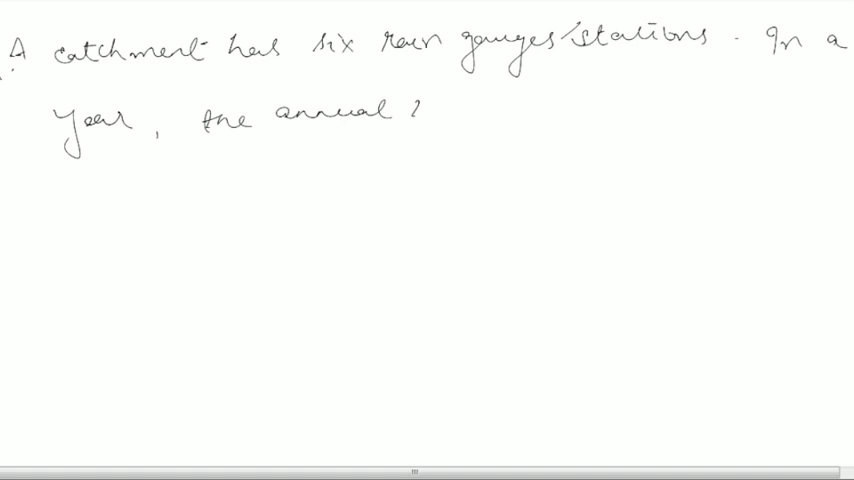 A catchment has six rain gauges/stations. In a
year, the annual